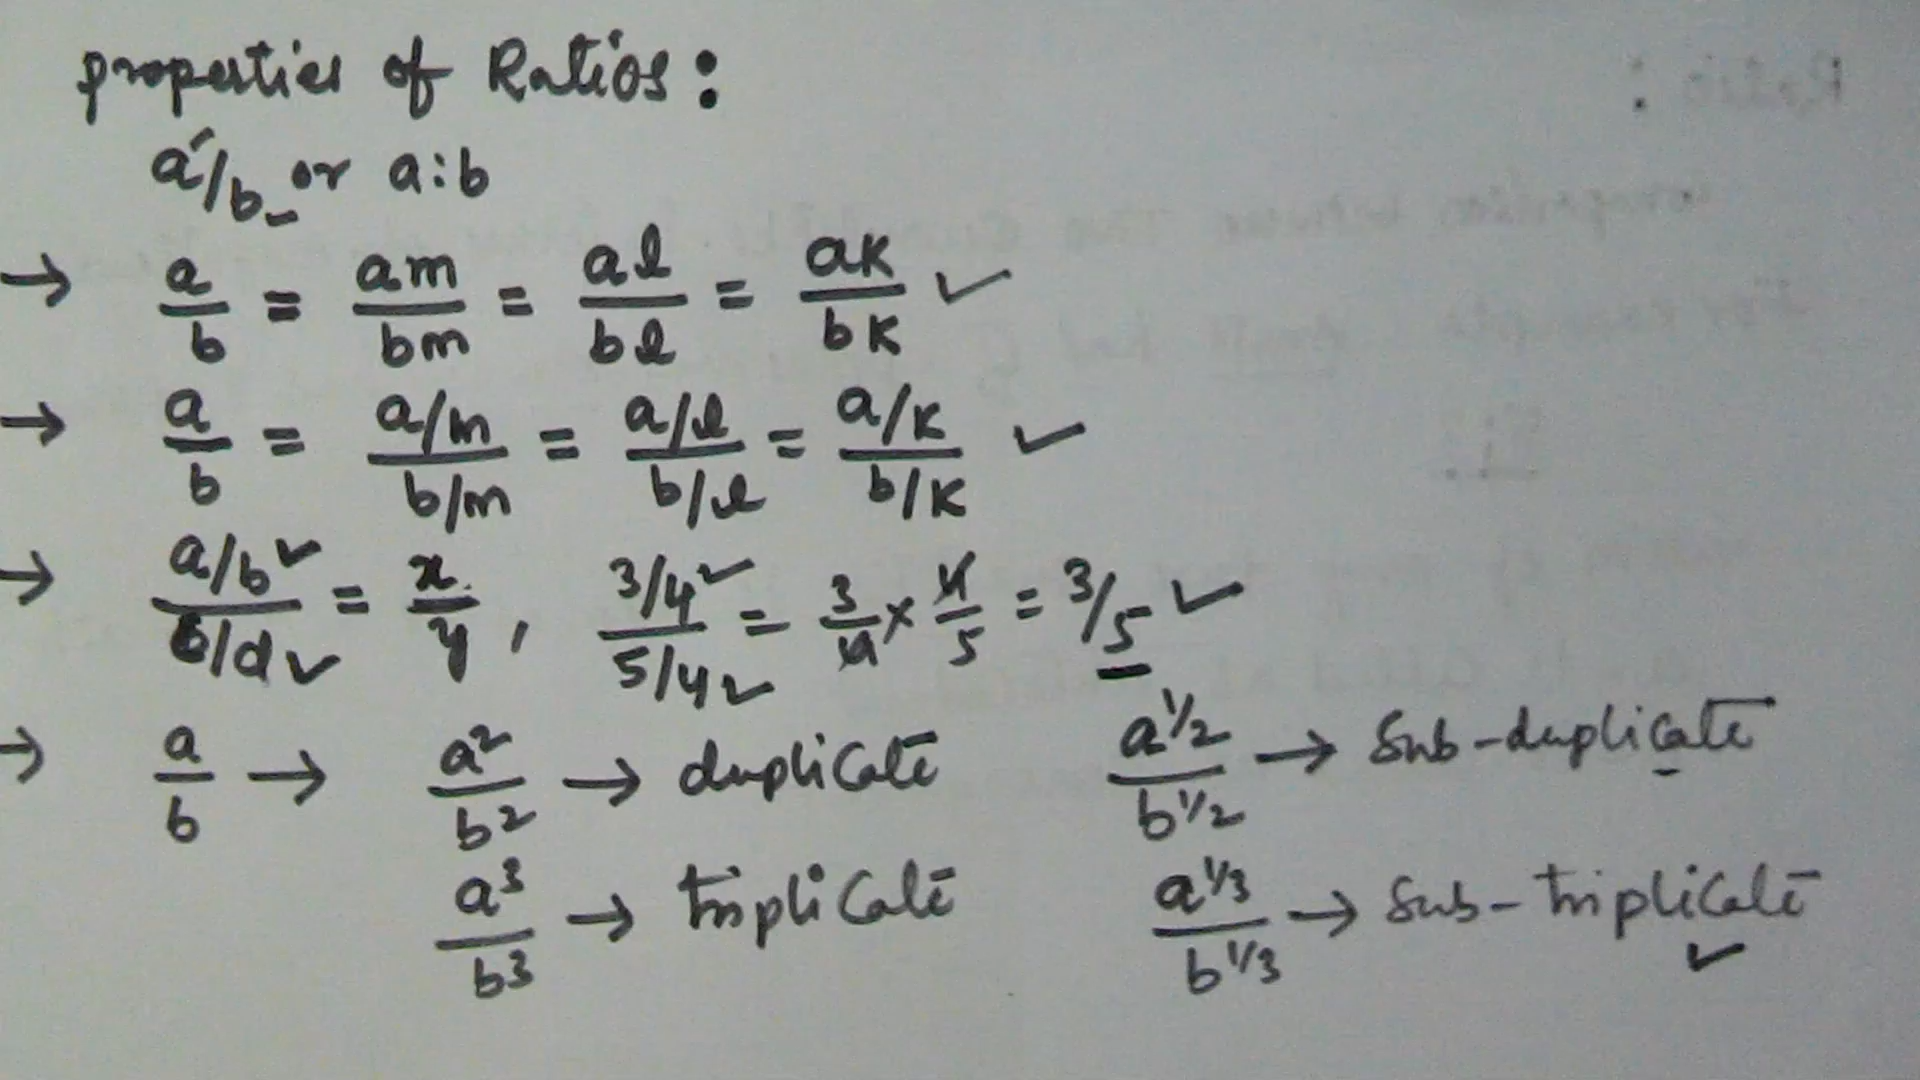 properties of Ratios:
a/b or a:b
→ a/b = am/bm = al/bl = ak/bk ✓
→ a/b = (a/m)/(b/m) = (a/l)/(b/l) = (a/k)/(b/k) ✓
→ (a/b ✓)/(c/d ✓) = x/y , (3/4 ✓)/(5/4 ✓) = 3/4 × 4/5 = 3/5 ✓
→ a/b → a²/b² → duplicate a^1/2/b^1/2 → Sub-duplicate
a³/b³ → triplicate a^1/3/b^1/3 → Sub-triplicate ✓